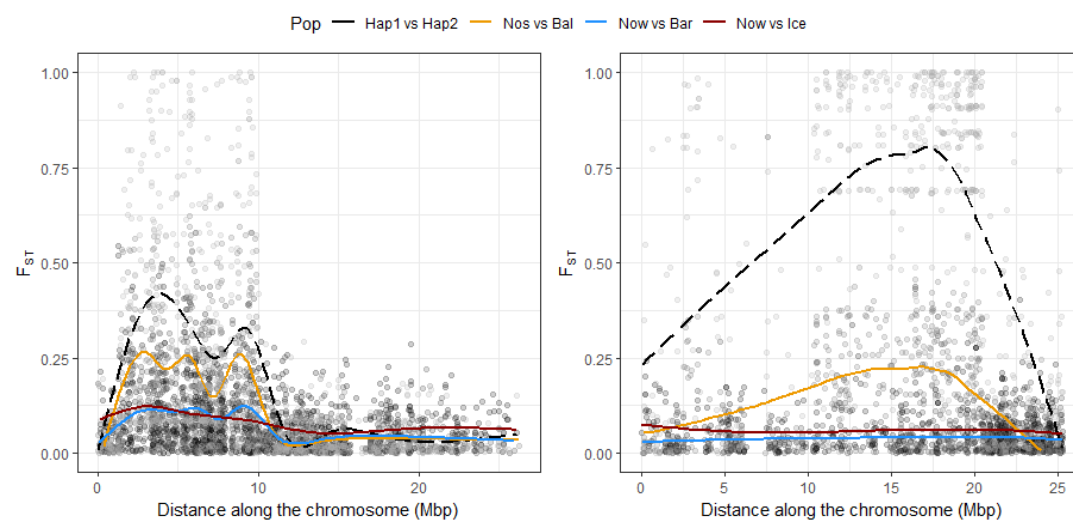 Pop Hap1 vs Hap2 Nos vs Bal Now vs Bar Now vs Ice
1.00
0.75
0.50
0.25
0.00
FST
0 10 20
Distance along the chromosome (Mbp)
1.00
0.75
0.50
0.25
0.00
FST
0 5 10 15 20 25
Distance along the chromosome (Mbp)